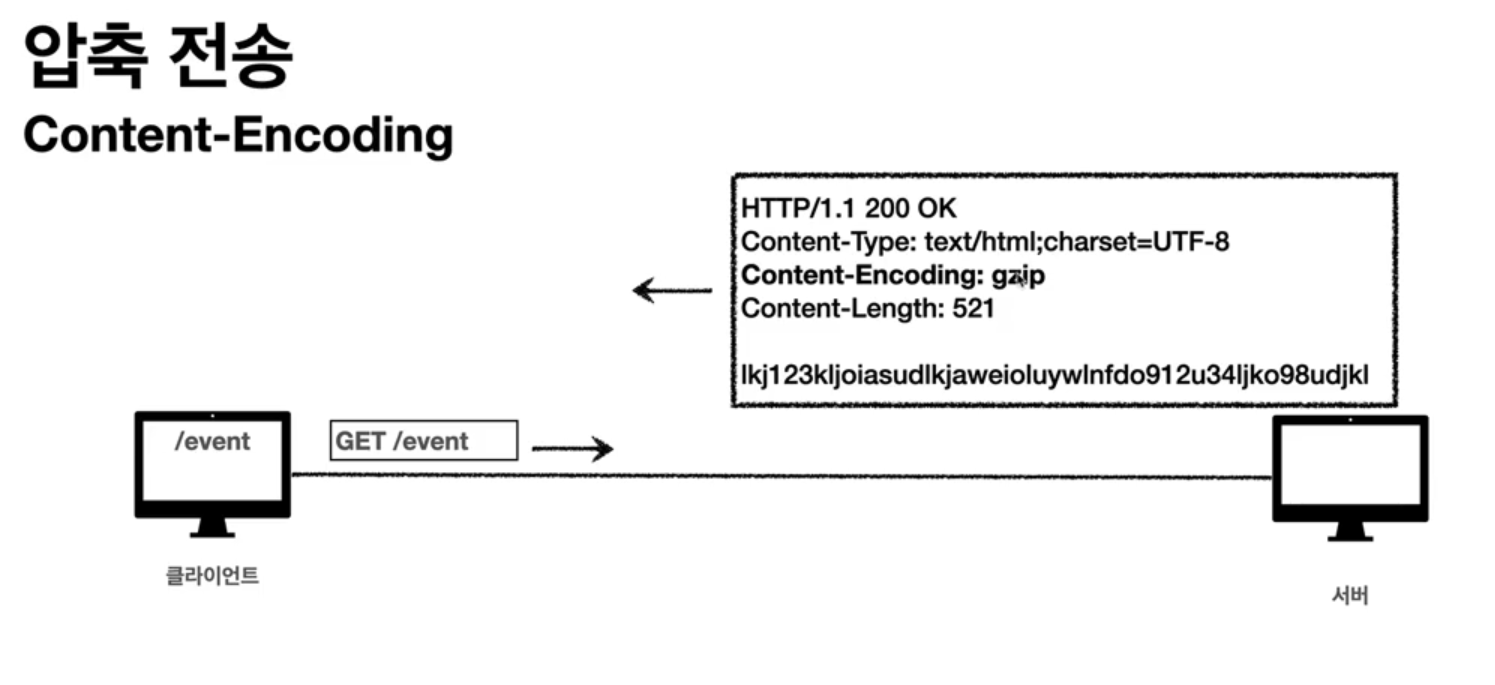 압축 전송
Content-Encoding
HTTP/1.1 200 OK
Content-Type: text/html;charset=UTF-8
Content-Encoding: gzip
Content-Length: 521
lkj123kljoiasudlkjaweioluywlnfdo912u34ljko98udjkl
/event
GET /event
클라이언트
서버